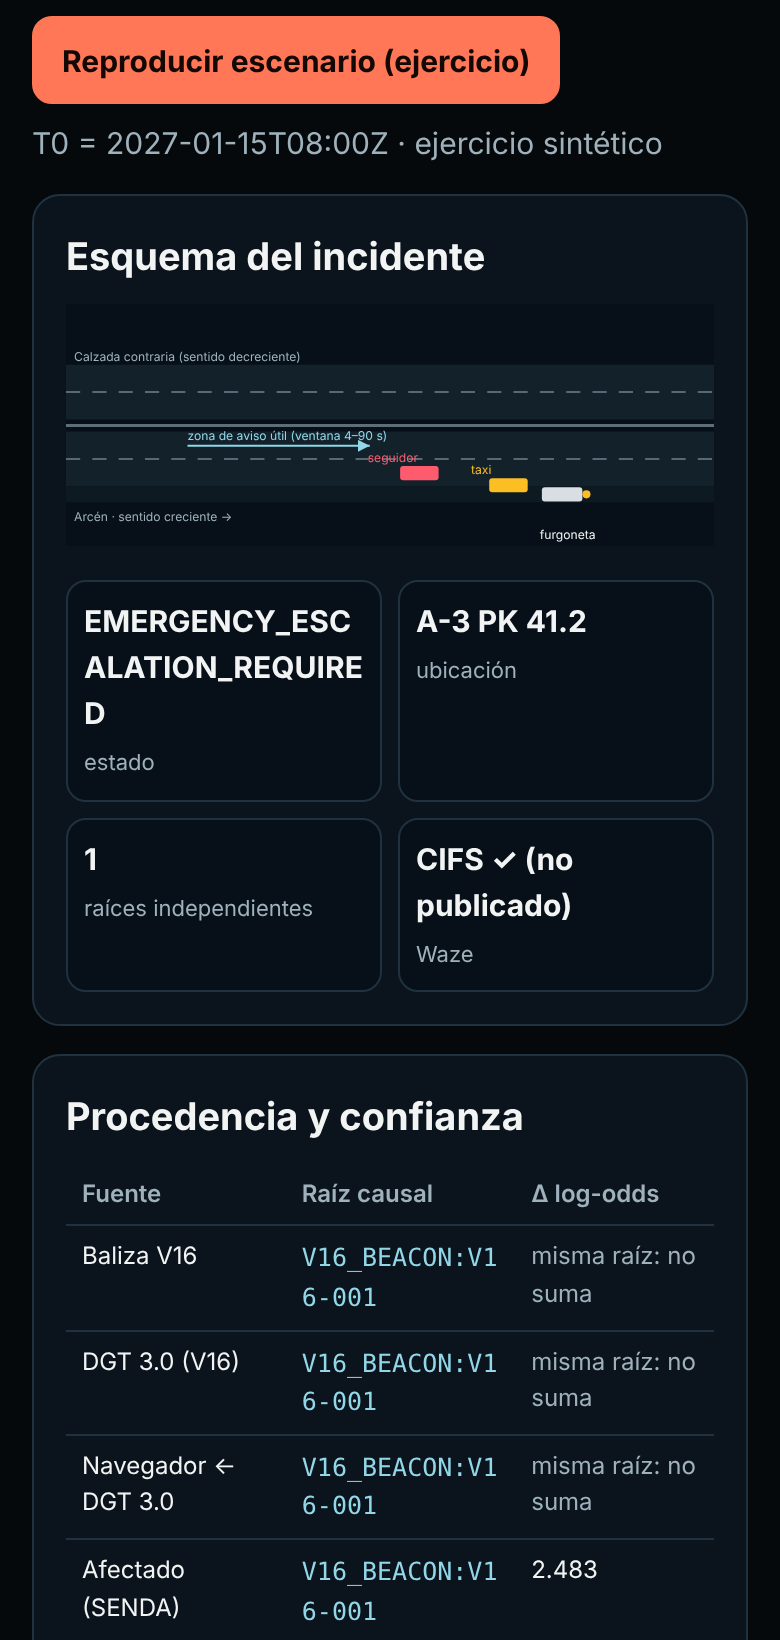 Reproducir escenario (ejercicio)
T0 = 2027-01-15T08:00Z · ejercicio sintético
Esquema del incidente
Calzada contraria (sentido decreciente)
zona de aviso útil (ventana 4–90 s)
seguidor
taxi
Arcén · sentido creciente →
furgoneta
EMERGENCY_ESC
ALATION_REQUIRE
D
estado
A-3 PK 41.2
ubicación
1
raíces independientes
CIFS ✓ (no
publicado)
Waze
Procedencia y confianza
Fuente Raíz causal Δ log-odds
Baliza V16 V16_BEACON:V1 misma raíz: no
6-001 suma
DGT 3.0 (V16) V16_BEACON:V1 misma raíz: no
6-001 suma
Navegador ← V16_BEACON:V1 misma raíz: no
DGT 3.0 6-001 suma
Afectado V16_BEACON:V1 2.483
(SENDA) 6-001